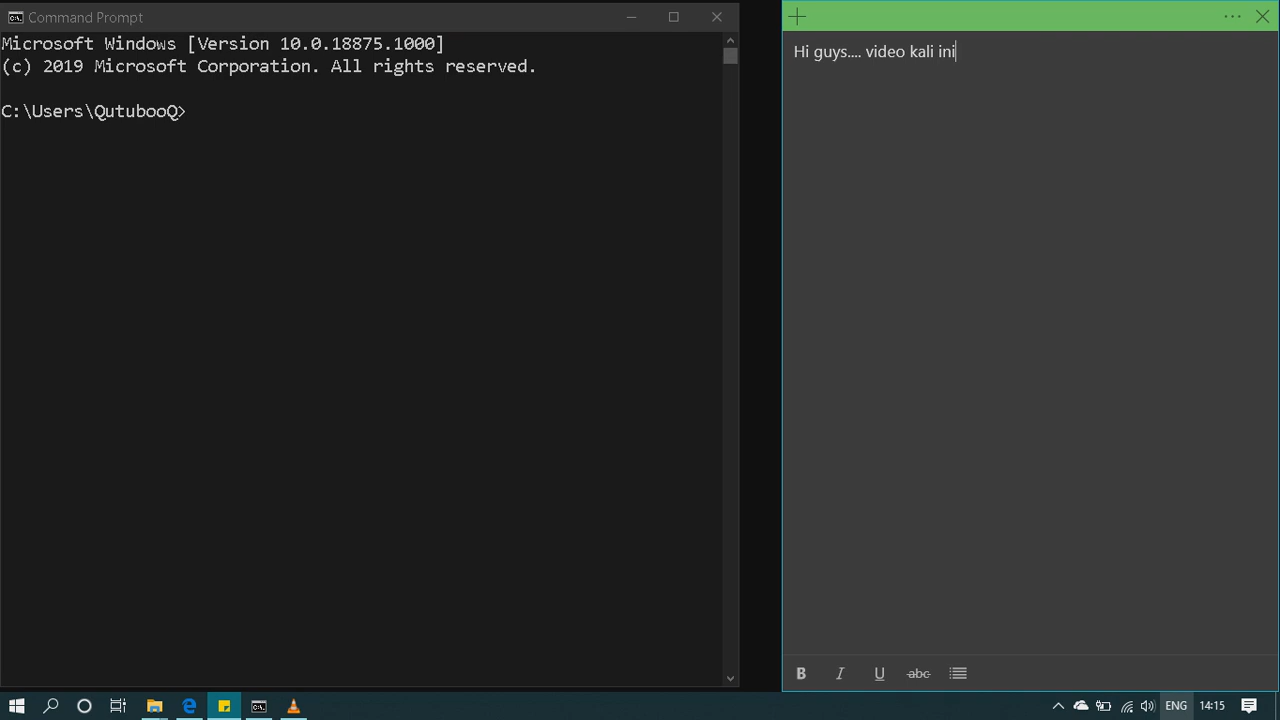 Command Prompt
Microsoft Windows [Version 10.0.18875.1000]
(c) 2019 Microsoft Corporation. All rights reserved.
C:\Users\QutubooQ>
Hi guys.... video kali ini
B I U abc
ENG 14:15